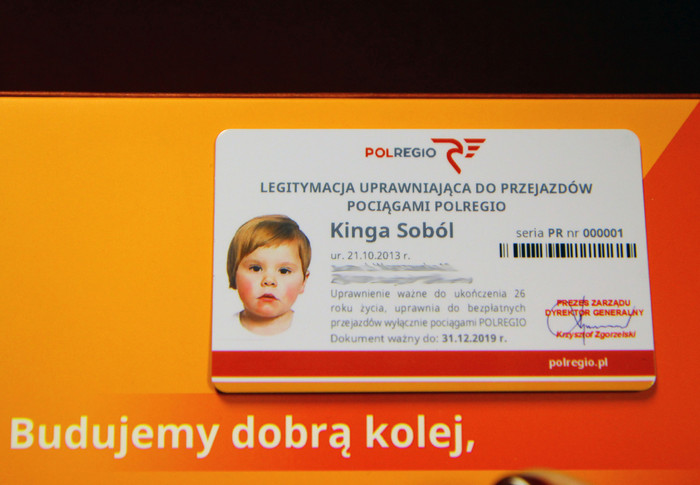 POLREGIO
LEGITYMACJA UPRAWNIAJĄCA DO PRZEJAZDÓW
POCIĄGAMI POLREGIO
Kinga Soból
seria PR nr 000001
ur. 21.10.2013 r.
Uprawnienie ważne do ukończenia 26
roku życia, uprawnia do bezpłatnych
przejazdów wyłącznie pociągami POLREGIO
Dokument ważny do: 31.12.2019 r.
PREZES ZARZĄDU
DYREKTOR GENERALNY
Krzysztof Zgorzelski
polregio.pl
Budujemy dobrą kolej,